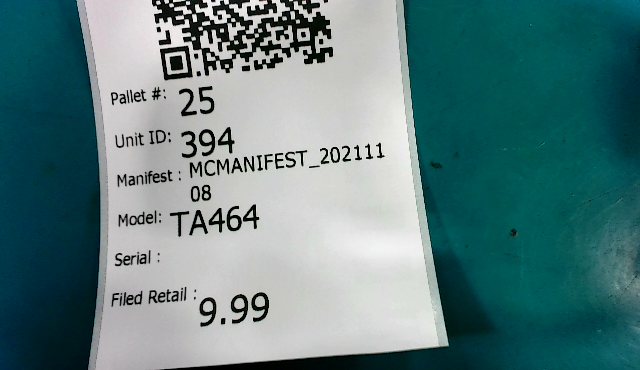 Pallet #: 25
Unit ID: 394
Manifest : MCMANIFEST_202111
08
Model: TA464
Serial :
Filed Retail : 9.99